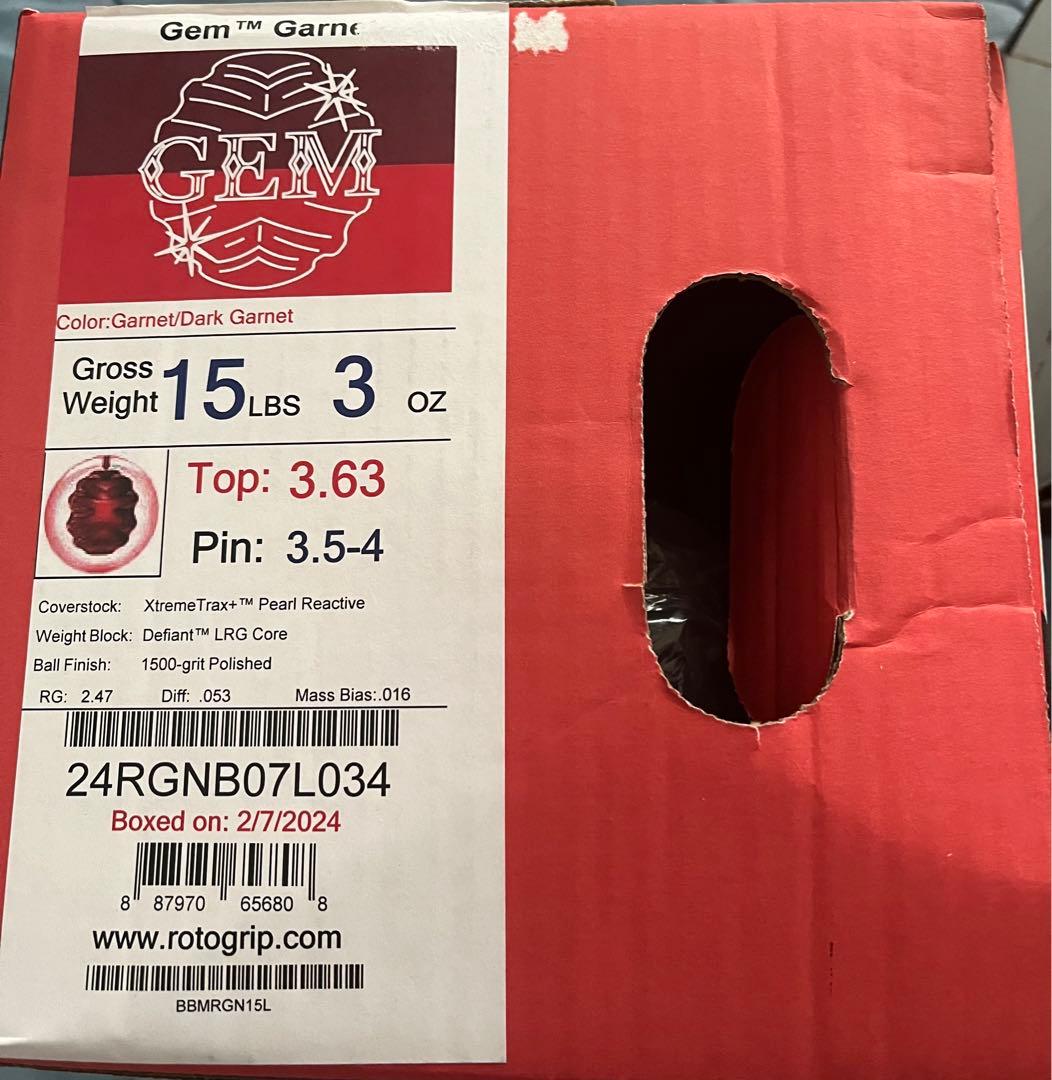 Gem™ Garne
GEM
Color:Garnet/Dark Garnet
Gross Weight 15 LBS 3 OZ
Top: 3.63
Pin: 3.5-4
Coverstock: XtremeTrax+™ Pearl Reactive
Weight Block: Defiant™ LRG Core
Ball Finish: 1500-grit Polished
RG: 2.47 Diff: .053 Mass Bias:.016
24RGNB07L034
Boxed on: 2/7/2024
8 87970 65680 8
www.rotogrip.com
BBMRGN15L